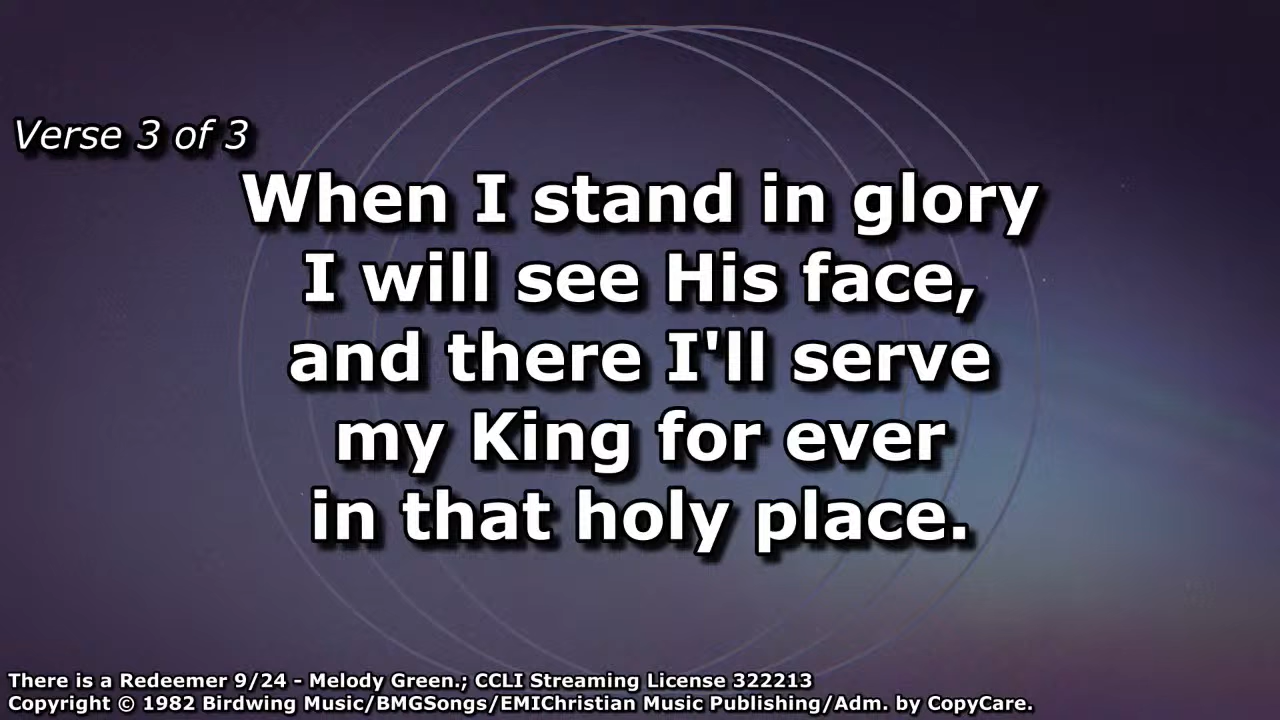 Verse 3 of 3
When I stand in glory
I will see His face,
and there I'll serve
my King for ever
in that holy place.
There is a Redeemer 9/24 - Melody Green.; CCLI Streaming License 322213
Copyright © 1982 Birdwing Music/BMGSongs/EMIChristian Music Publishing/Adm. by CopyCare.